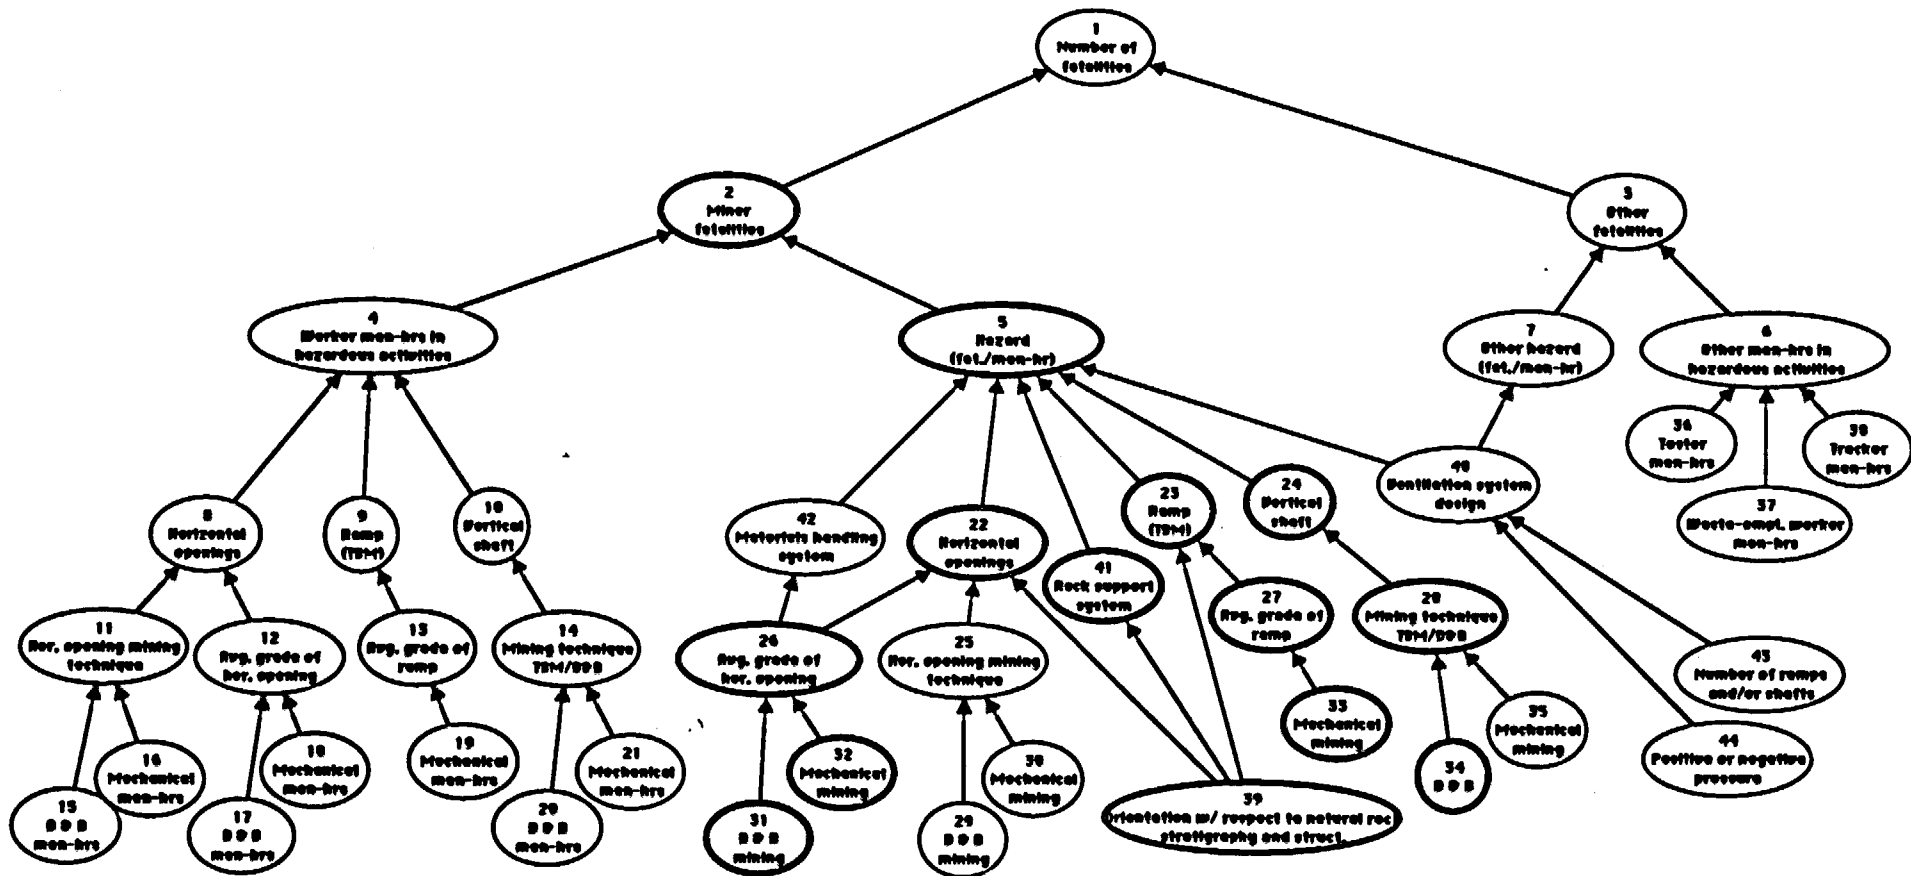 1
Number of
fatalities
2
Miner
fatalities
3
Other
fatalities
4
Worker man-hrs in
hazardous activities
5
Hazard
(fat./man-hr)
7
Other hazard
(fat./man-hr)
6
Other man-hrs in
hazardous activities
36
Tester
man-hrs
38
Tracker
man-hrs
37
Waste-empl. worker
man-hrs
8
Horizontal
openings
9
Ramp
(TBM)
10
Vertical
shaft
42
Materials handling
system
22
Horizontal
openings
41
Rock support
system
23
Ramp
(TBM)
24
Vertical
shaft
40
Ventilation system
design
11
Hor. opening mining
technique
12
Avg. grade of
hor. opening
13
Avg. grade of
ramp
14
Mining technique
TBM/D&B
26
Avg. grade of
hor. opening
25
Hor. opening mining
technique
27
Avg. grade of
ramp
28
Mining technique
TBM/D&B
43
Number of ramps
and/or shafts
16
Mechanical
man-hrs
18
Mechanical
man-hrs
19
Mechanical
man-hrs
21
Mechanical
man-hrs
32
Mechanical
mining
30
Mechanical
mining
33
Mechanical
mining
35
Mechanical
mining
44
Positive or negative
pressure
15
D & B
man-hrs
17
D & B
man-hrs
20
D & B
man-hrs
31
D & B
mining
29
D & B
mining
39
Orientation w/ respect to natural roc
stratigraphy and struct.
34
D & B